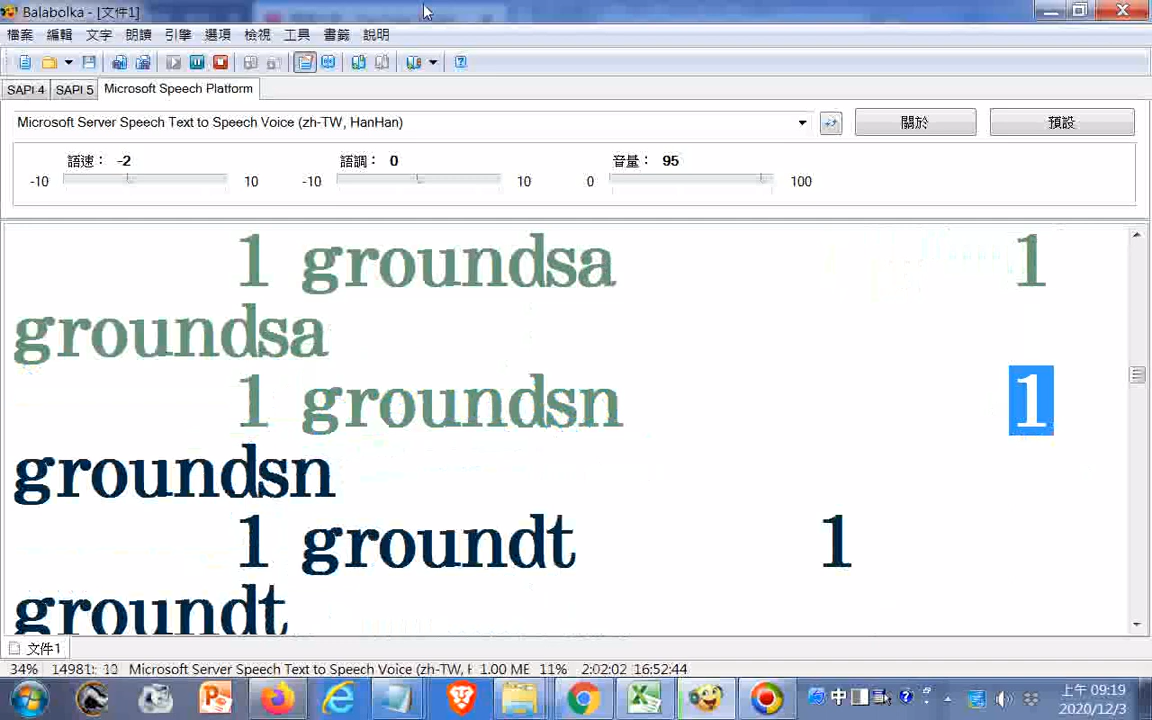 Balabolka - [文件1]
檔案 編輯 文字 朗讀 引擎 選項 檢視 工具 書籤 說明
SAPI 4 SAPI 5 Microsoft Speech Platform
Microsoft Server Speech Text to Speech Voice (zh-TW, HanHan) 關於 預設
語速： -2 語調： 0 音量： 95
-10 10 -10 10 0 100
1 groundsa 1
groundsa
1 groundsn 1
groundsn
1 groundt 1
groundt
文件1
34% 14981: 10 Microsoft Server Speech Text to Speech Voice (zh-TW, H 1.00 ME 11% 2:02:02 16:52:44
中 上午 09:19
2020/12/3